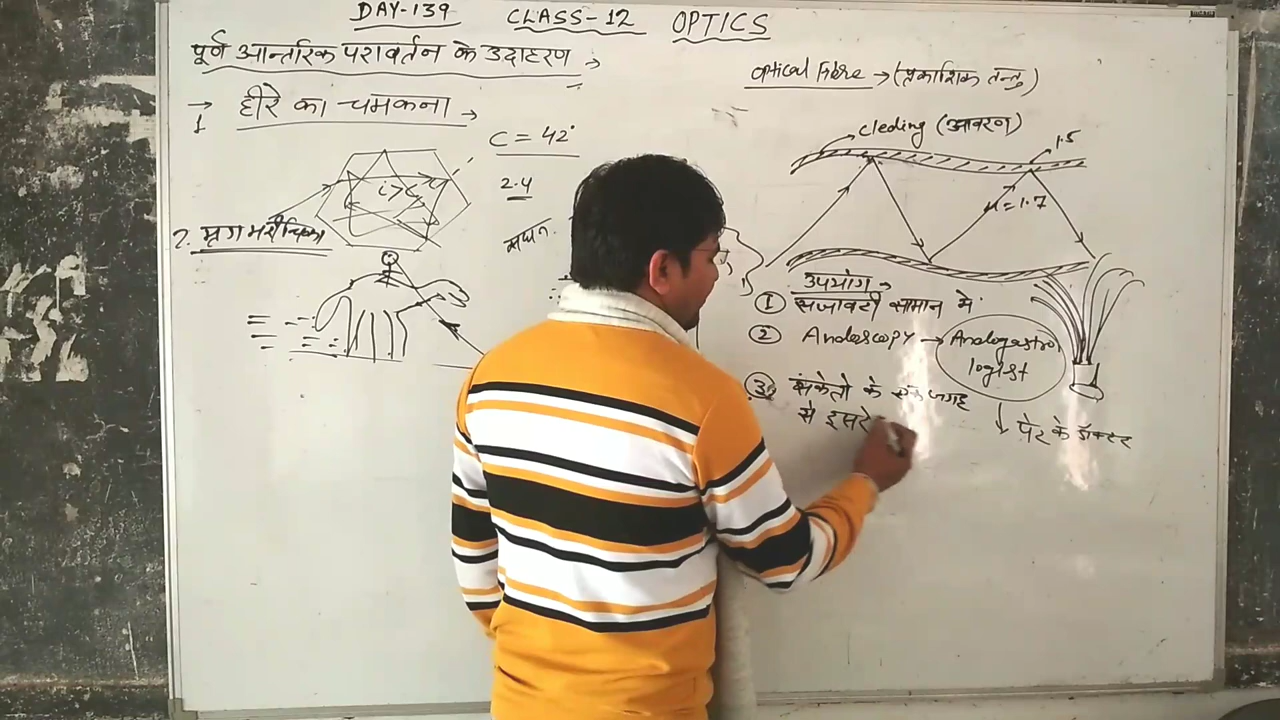 DAY-139 CLASS-12 OPTICS
पूर्ण आन्तरिक परावर्तन के उदाहरण →
→ 1 हीरे का चमकना →
C = 42°
2.4
i>c
सघन
2. मृग मरीचिका
Optical Fibre → (प्रकाशिक तन्तु)
cleding (आवरण)
1.5
μ = 1.7
उपयोग →
① सजावटी सामान में
② Andoscopy → Andogastro
logist
③ संकेतो के एक जगह
से दूसरे
पेट के डॉक्टर